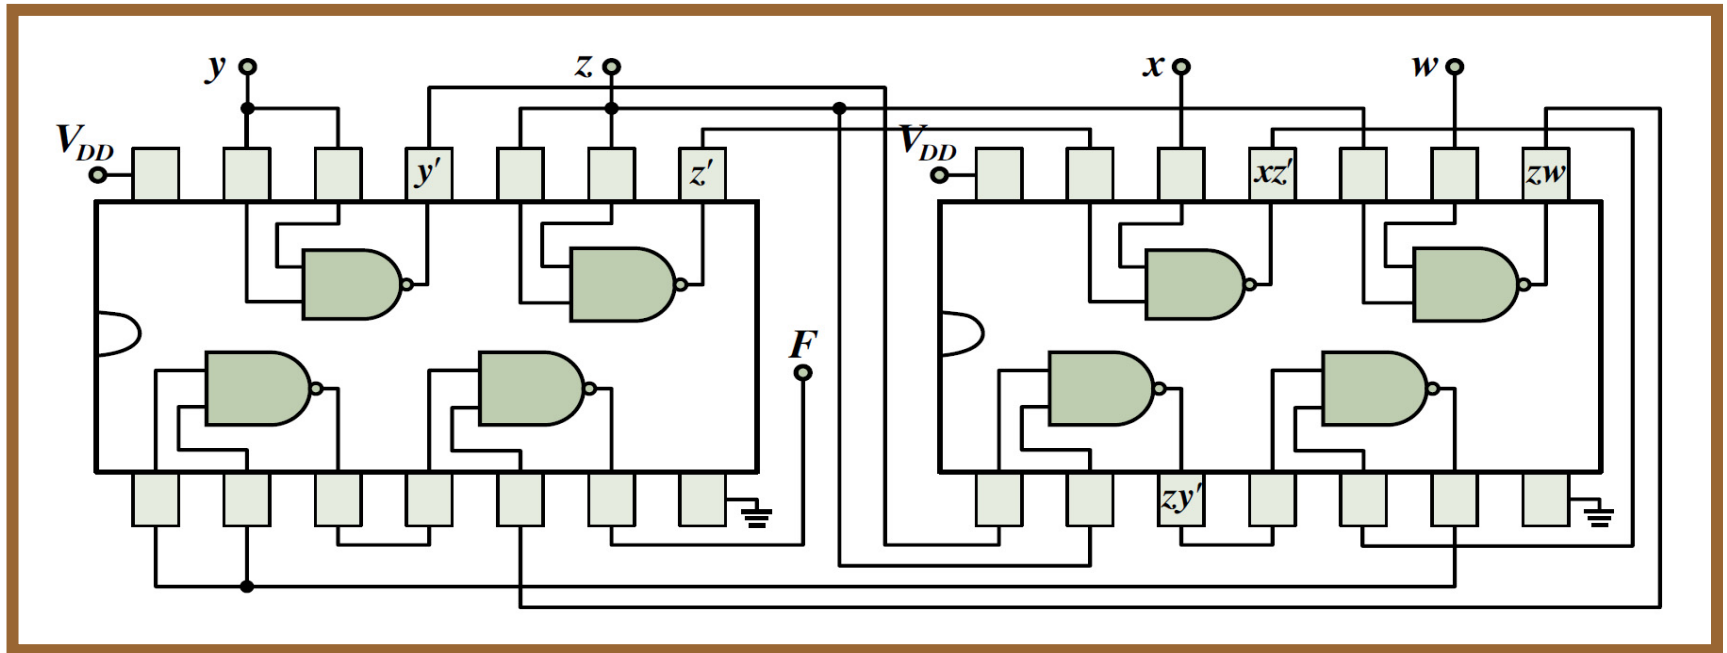 y z x w
V_DD V_DD
y′ z′ xz′ zw
F
zy′